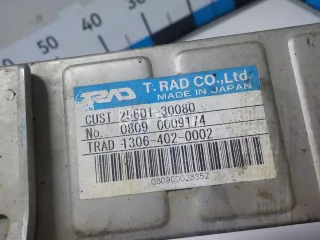 30 40 50
TRAD T.RAD CO.,Ltd.
MADE IN JAPAN
CUST 25601-30080
No. 0809 0009174
TRAD 1306-402-0002
080900028352